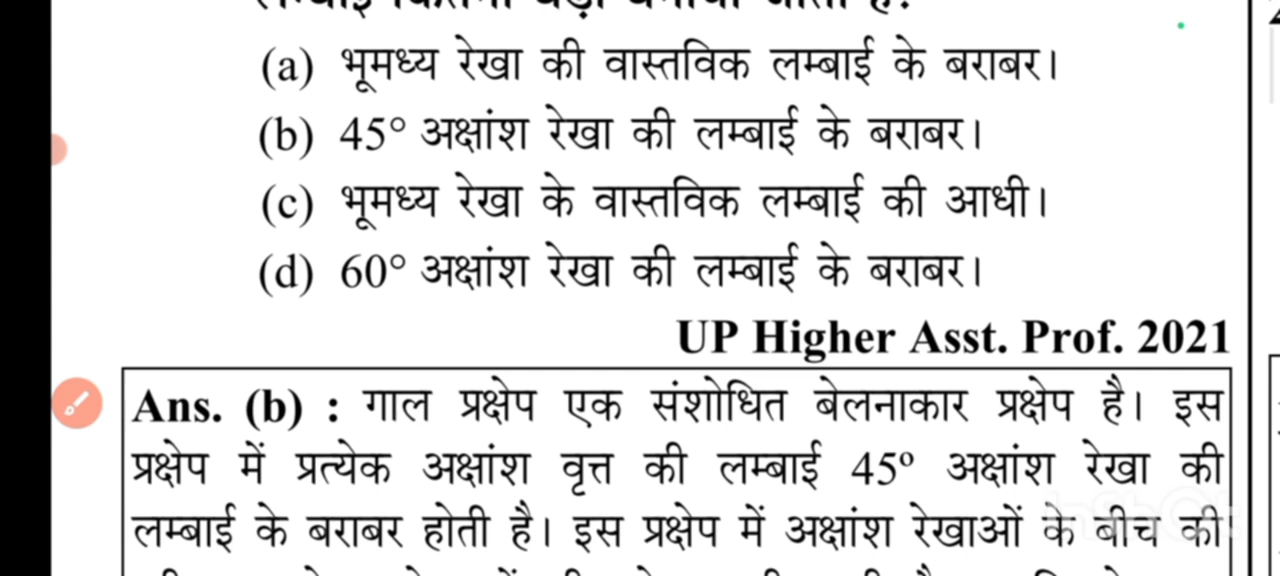 (a) भूमध्य रेखा की वास्तविक लम्बाई के बराबर।
(b) 45° अक्षांश रेखा की लम्बाई के बराबर।
(c) भूमध्य रेखा के वास्तविक लम्बाई की आधी।
(d) 60° अक्षांश रेखा की लम्बाई के बराबर।
UP Higher Asst. Prof. 2021
Ans. (b) : गाल प्रक्षेप एक संशोधित बेलनाकार प्रक्षेप है। इस
प्रक्षेप में प्रत्येक अक्षांश वृत्त की लम्बाई 45° अक्षांश रेखा की
लम्बाई के बराबर होती है। इस प्रक्षेप में अक्षांश रेखाओं के बीच की
InShOt